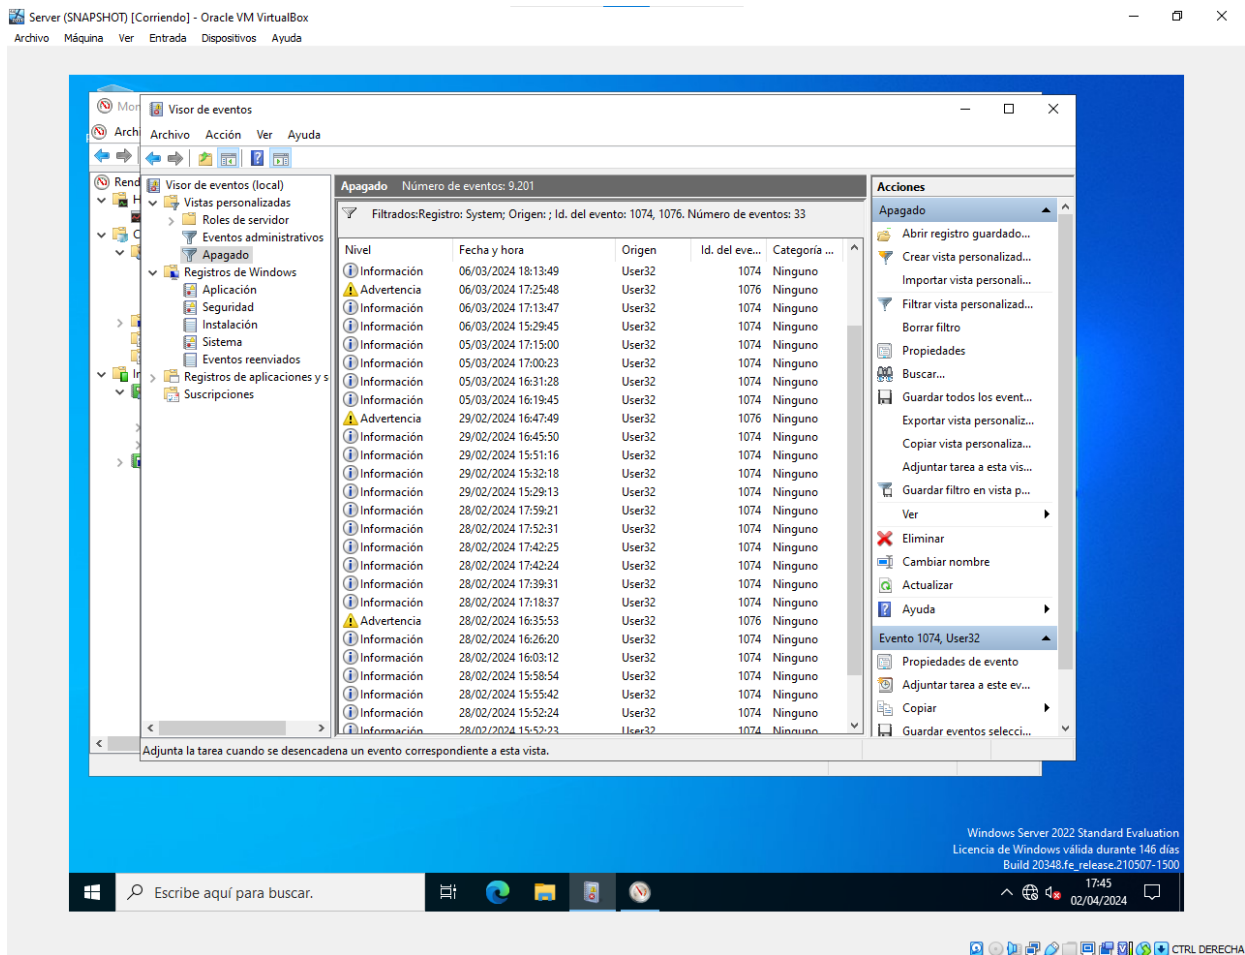 Server (SNAPSHOT) [Corriendo] - Oracle VM VirtualBox
Archivo Máquina Ver Entrada Dispositivos Ayuda
Mon
Archi
Rend
H
C
In
Visor de eventos
Archivo Acción Ver Ayuda
Visor de eventos (local)
Vistas personalizadas
Roles de servidor
Eventos administrativos
Apagado
Registros de Windows
Aplicación
Seguridad
Instalación
Sistema
Eventos reenviados
Registros de aplicaciones y s
Suscripciones
Apagado Número de eventos: 9.201
Filtrados:Registro: System; Origen: ; Id. del evento: 1074, 1076. Número de eventos: 33
Nivel Fecha y hora Origen Id. del eve... Categoría ...
Información 06/03/2024 18:13:49 User32 1074 Ninguno
Advertencia 06/03/2024 17:25:48 User32 1076 Ninguno
Información 06/03/2024 17:13:47 User32 1074 Ninguno
Información 06/03/2024 15:29:45 User32 1074 Ninguno
Información 05/03/2024 17:15:00 User32 1074 Ninguno
Información 05/03/2024 17:00:23 User32 1074 Ninguno
Información 05/03/2024 16:31:28 User32 1074 Ninguno
Información 05/03/2024 16:19:45 User32 1074 Ninguno
Advertencia 29/02/2024 16:47:49 User32 1076 Ninguno
Información 29/02/2024 16:45:50 User32 1074 Ninguno
Información 29/02/2024 15:51:16 User32 1074 Ninguno
Información 29/02/2024 15:32:18 User32 1074 Ninguno
Información 29/02/2024 15:29:13 User32 1074 Ninguno
Información 28/02/2024 17:59:21 User32 1074 Ninguno
Información 28/02/2024 17:52:31 User32 1074 Ninguno
Información 28/02/2024 17:42:25 User32 1074 Ninguno
Información 28/02/2024 17:42:24 User32 1074 Ninguno
Información 28/02/2024 17:39:31 User32 1074 Ninguno
Información 28/02/2024 17:18:37 User32 1074 Ninguno
Advertencia 28/02/2024 16:35:53 User32 1076 Ninguno
Información 28/02/2024 16:26:20 User32 1074 Ninguno
Información 28/02/2024 16:03:12 User32 1074 Ninguno
Información 28/02/2024 15:58:54 User32 1074 Ninguno
Información 28/02/2024 15:55:42 User32 1074 Ninguno
Información 28/02/2024 15:52:24 User32 1074 Ninguno
Información 28/02/2024 15:52:23 User32 1074 Ninguno
Acciones
Apagado
Abrir registro guardado...
Crear vista personalizad...
Importar vista personali...
Filtrar vista personalizad...
Borrar filtro
Propiedades
Buscar...
Guardar todos los event...
Exportar vista personaliz...
Copiar vista personaliza...
Adjuntar tarea a esta vis...
Guardar filtro en vista p...
Ver
Eliminar
Cambiar nombre
Actualizar
Ayuda
Evento 1074, User32
Propiedades de evento
Adjuntar tarea a este ev...
Copiar
Guardar eventos selecci...
Adjunta la tarea cuando se desencadena un evento correspondiente a esta vista.
Windows Server 2022 Standard Evaluation
Licencia de Windows válida durante 146 días
Build 20348.fe_release.210507-1500
Escribe aquí para buscar.
17:45
02/04/2024
CTRL DERECHA